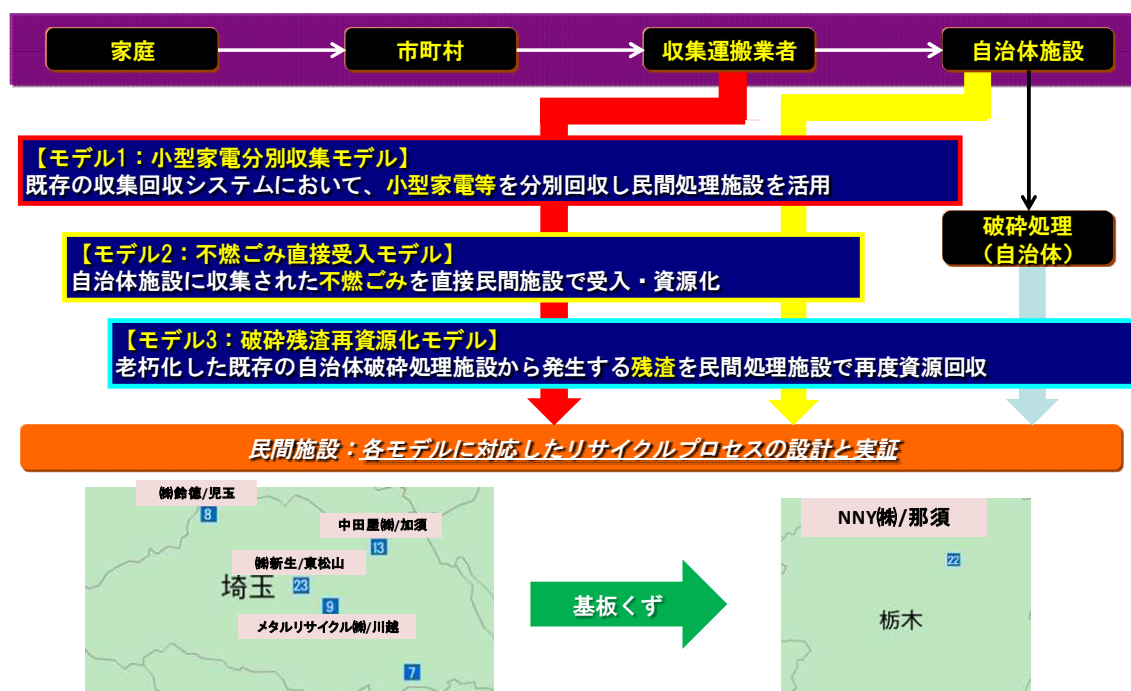 家庭
市町村
収集運搬業者
自治体施設
【モデル1：小型家電分別収集モデル】
既存の収集回収システムにおいて、小型家電等を分別回収し民間処理施設を活用
破砕処理
（自治体）
【モデル2：不燃ごみ直接受入モデル】
自治体施設に収集された不燃ごみを直接民間施設で受入・資源化
【モデル3：破砕残渣再資源化モデル】
老朽化した既存の自治体破砕処理施設から発生する残渣を民間処理施設で再度資源回収
民間施設：各モデルに対応したリサイクルプロセスの設計と実証
㈱鈴徳/児玉
8
中田屋㈱/加須
13
㈱新生/東松山
埼玉
23
9
メタルリサイクル㈱/川越
7
基板くず
NNY㈱/那須
22
栃木